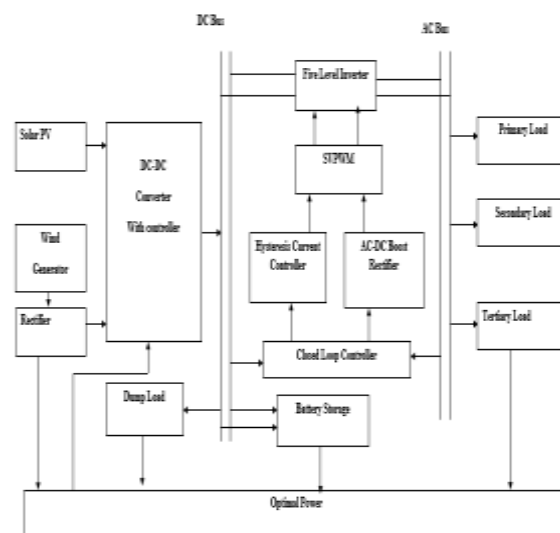 DC Bus
AC Bus
Five Level Inverter
Solar PV
DC-DC
Converter
With controller
SVPWM
Primary Load
Secondary Load
Wind
Generator
Hysteresis Current
Controller
AC-DC Boost
Rectifier
Rectifier
Tertiary Load
Closed Loop Controller
Dump Load
Battery Storage
Optimal Power